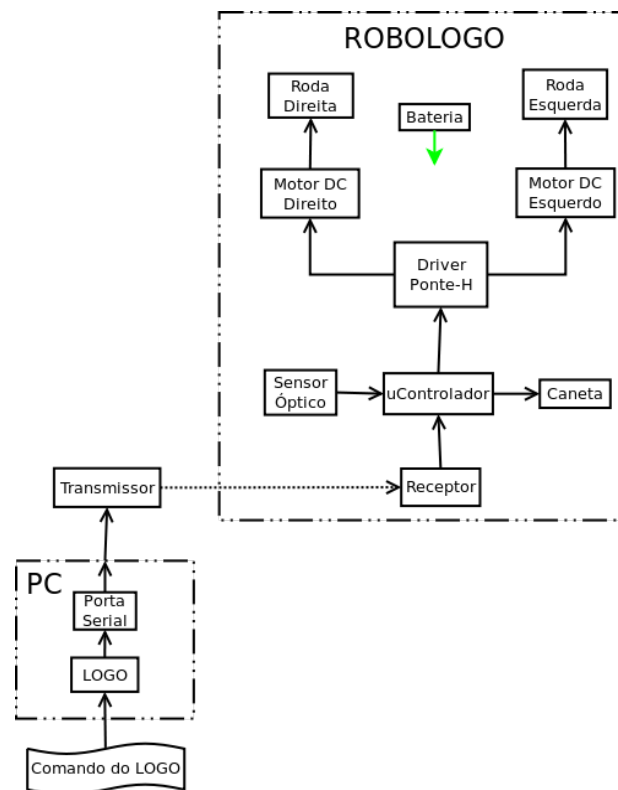 ROBOLOGO
Roda
Direita
Bateria
Roda
Esquerda
Motor DC
Direito
Motor DC
Esquerdo
Driver
Ponte-H
Sensor
Óptico
uControlador
Caneta
Transmissor
Receptor
PC
Porta
Serial
LOGO
Comando do LOGO